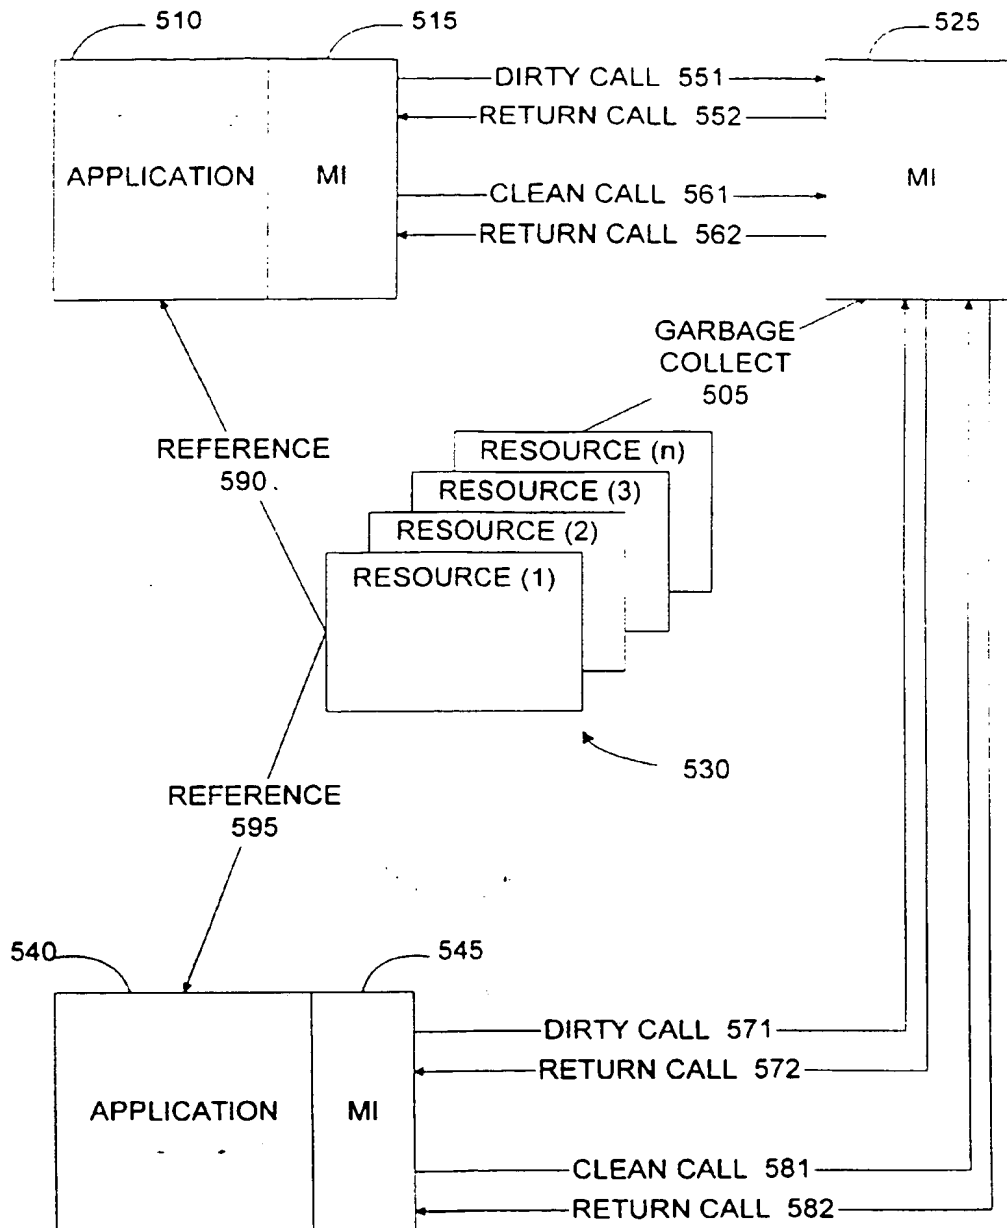 510
515
525
DIRTY CALL 551
RETURN CALL 552
APPLICATION
MI
MI
CLEAN CALL 561
RETURN CALL 562
GARBAGE
COLLECT
505
REFERENCE
590
RESOURCE (n)
RESOURCE (3)
RESOURCE (2)
RESOURCE (1)
530
REFERENCE
595
540
545
DIRTY CALL 571
RETURN CALL 572
APPLICATION
MI
CLEAN CALL 581
RETURN CALL 582